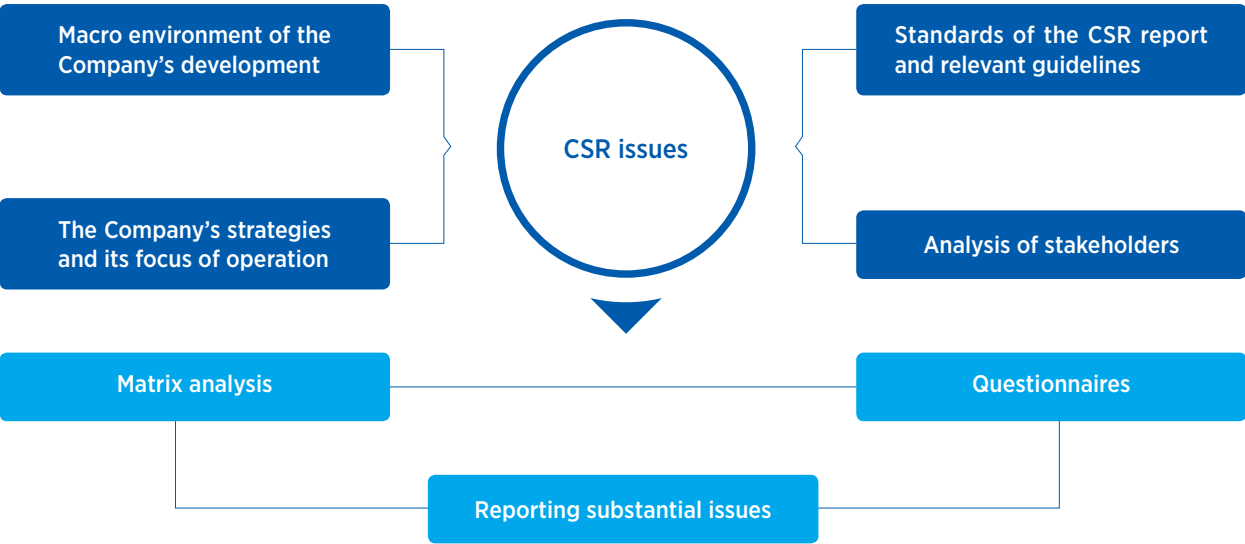 Macro environment of the
Company’s development
Standards of the CSR report
and relevant guidelines
CSR issues
The Company’s strategies
and its focus of operation
Analysis of stakeholders
Matrix analysis
Questionnaires
Reporting substantial issues